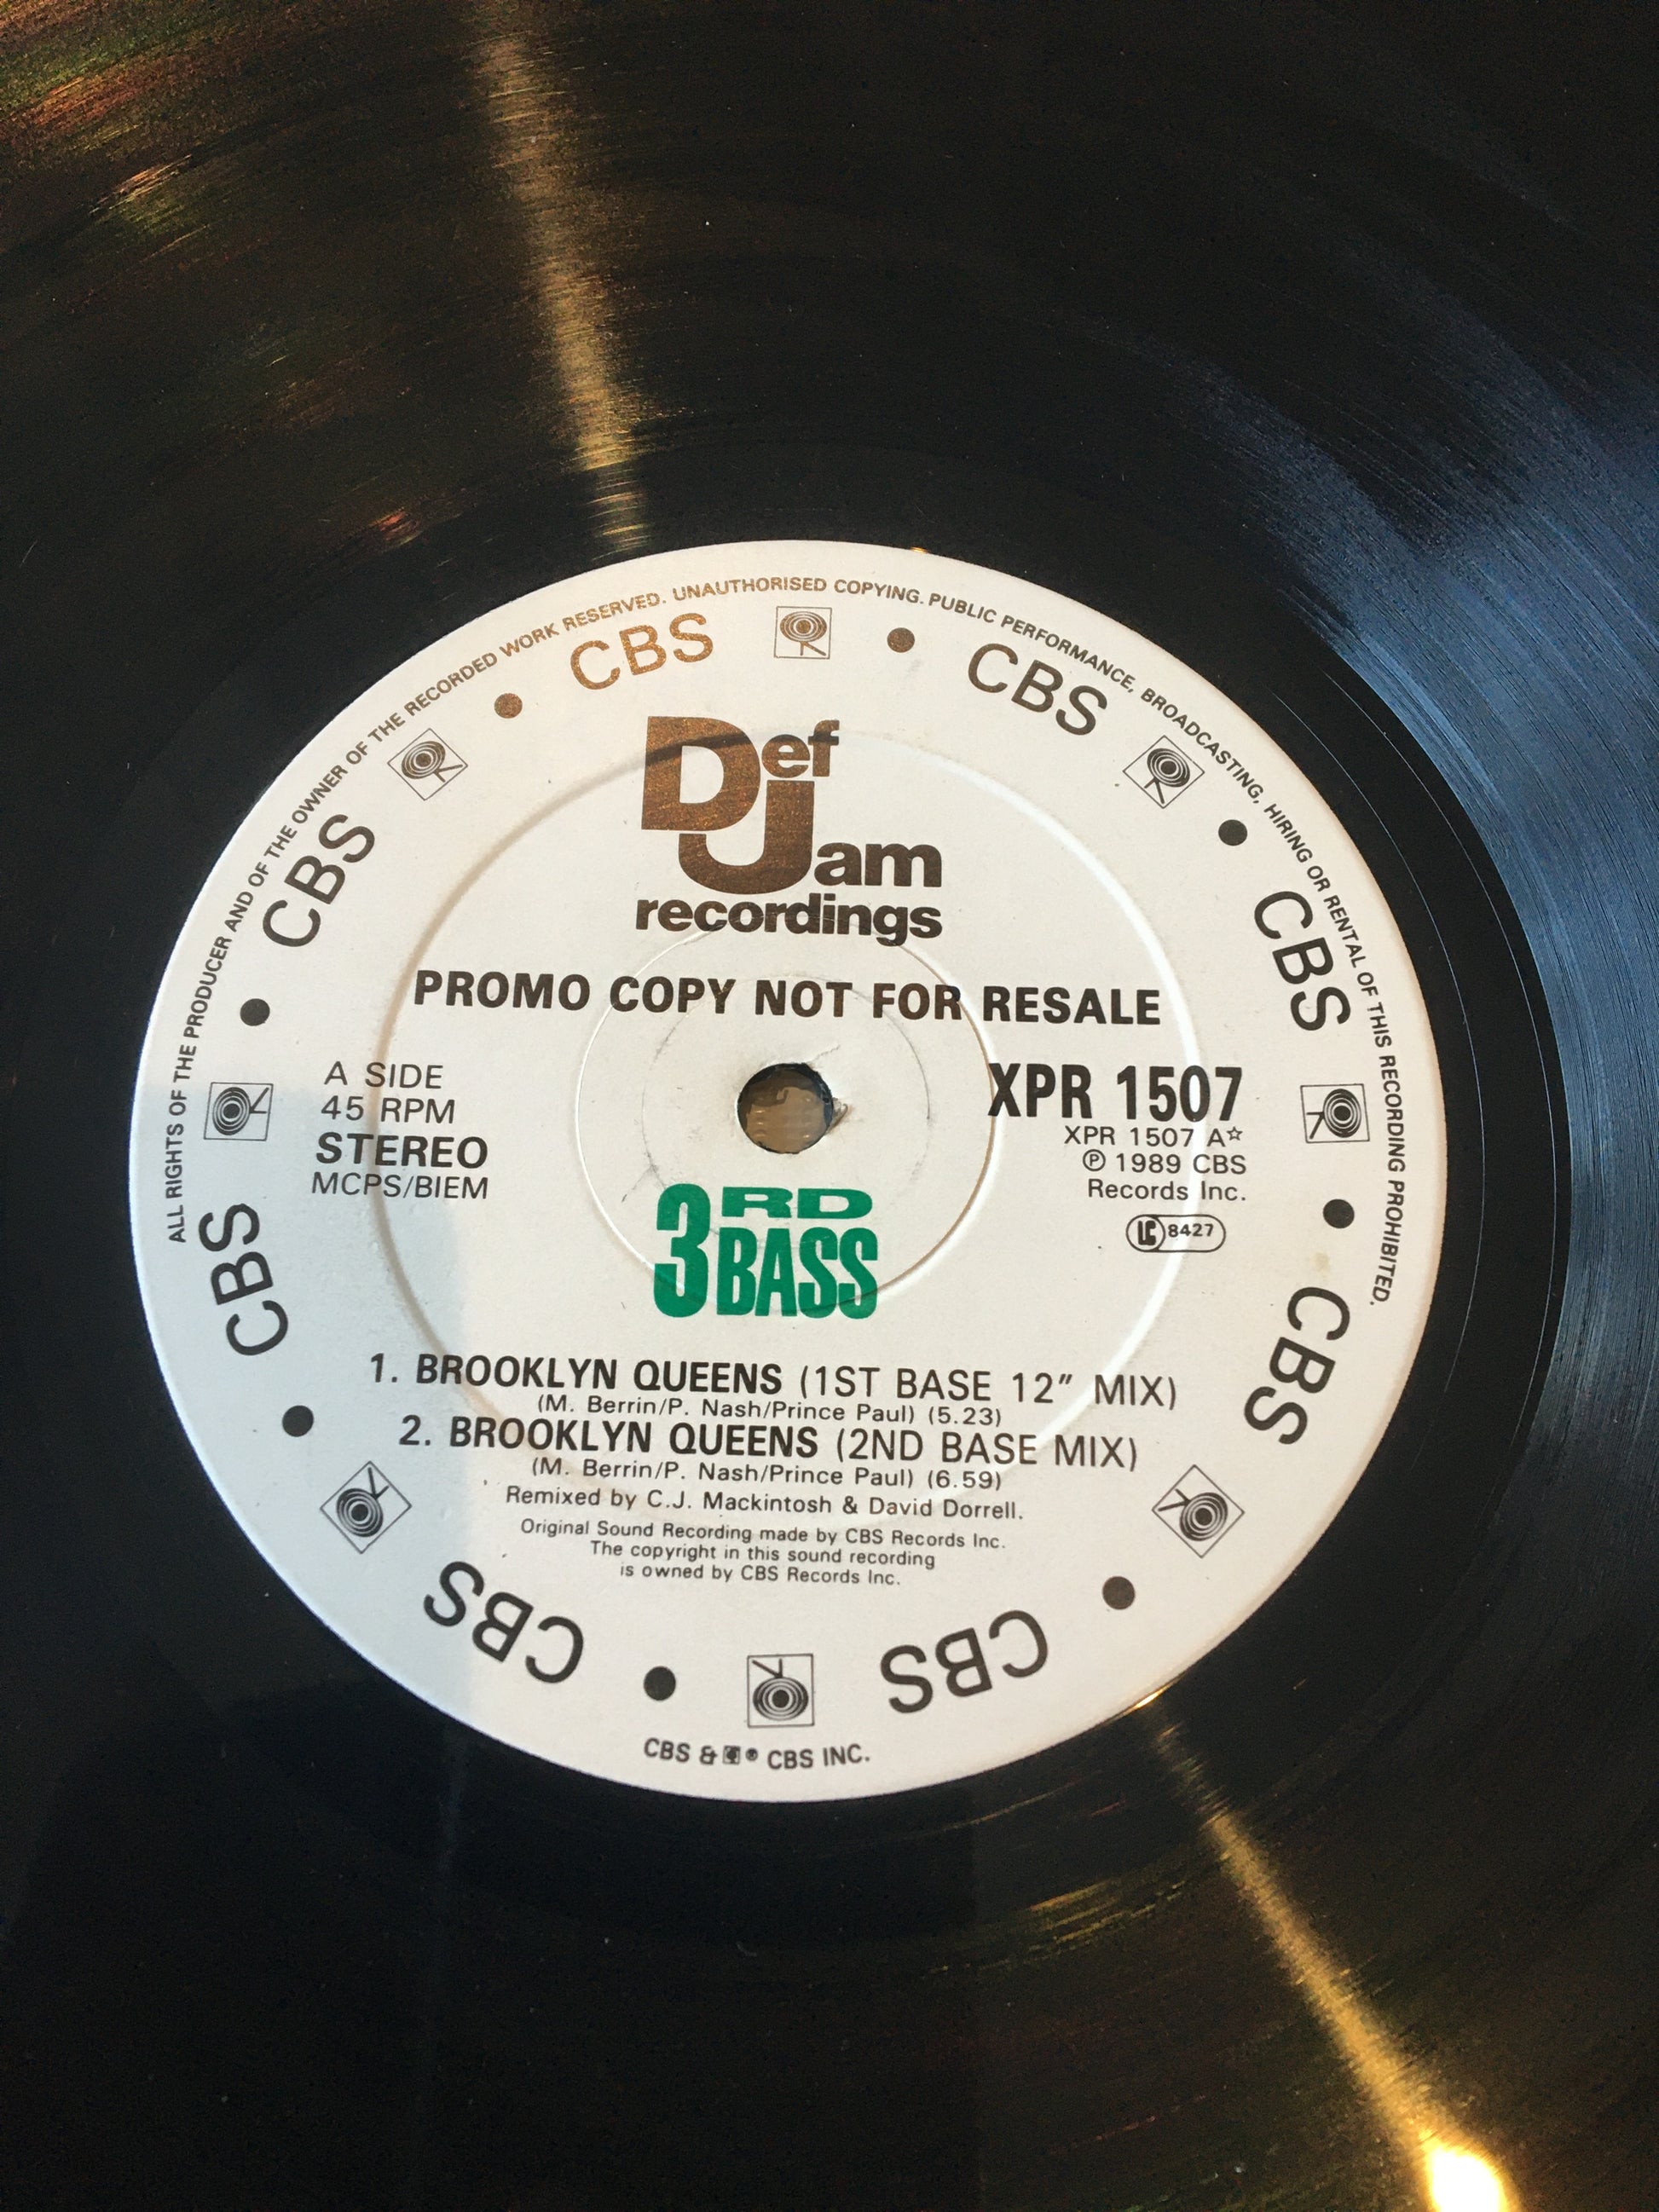 ALL RIGHTS OF THE PRODUCER AND OF THE OWNER OF THE RECORDED WORK RESERVED. UNAUTHORISED COPYING. PUBLIC PERFORMANCE, BROADCASTING, HIRING OR RENTAL OF THIS RECORDING PROHIBITED.
CBS
CBS
CBS
CBS
CBS
CBS
CBS
CBS
Def
Jam
recordings
PROMO COPY NOT FOR RESALE
A SIDE
45 RPM
STEREO
MCPS/BIEM
XPR 1507
XPR 1507 A☆
Ⓟ 1989 CBS
Records Inc.
LC 8427
3RD
BASS
1. BROOKLYN QUEENS (1ST BASE 12" MIX)
(M. Berrin/P. Nash/Prince Paul) (5.23)
2. BROOKLYN QUEENS (2ND BASE MIX)
(M. Berrin/P. Nash/Prince Paul) (6.59)
Remixed by C.J. Mackintosh & David Dorrell.
Original Sound Recording made by CBS Records Inc.
The copyright in this sound recording
is owned by CBS Records Inc.
CBS & ® CBS INC.